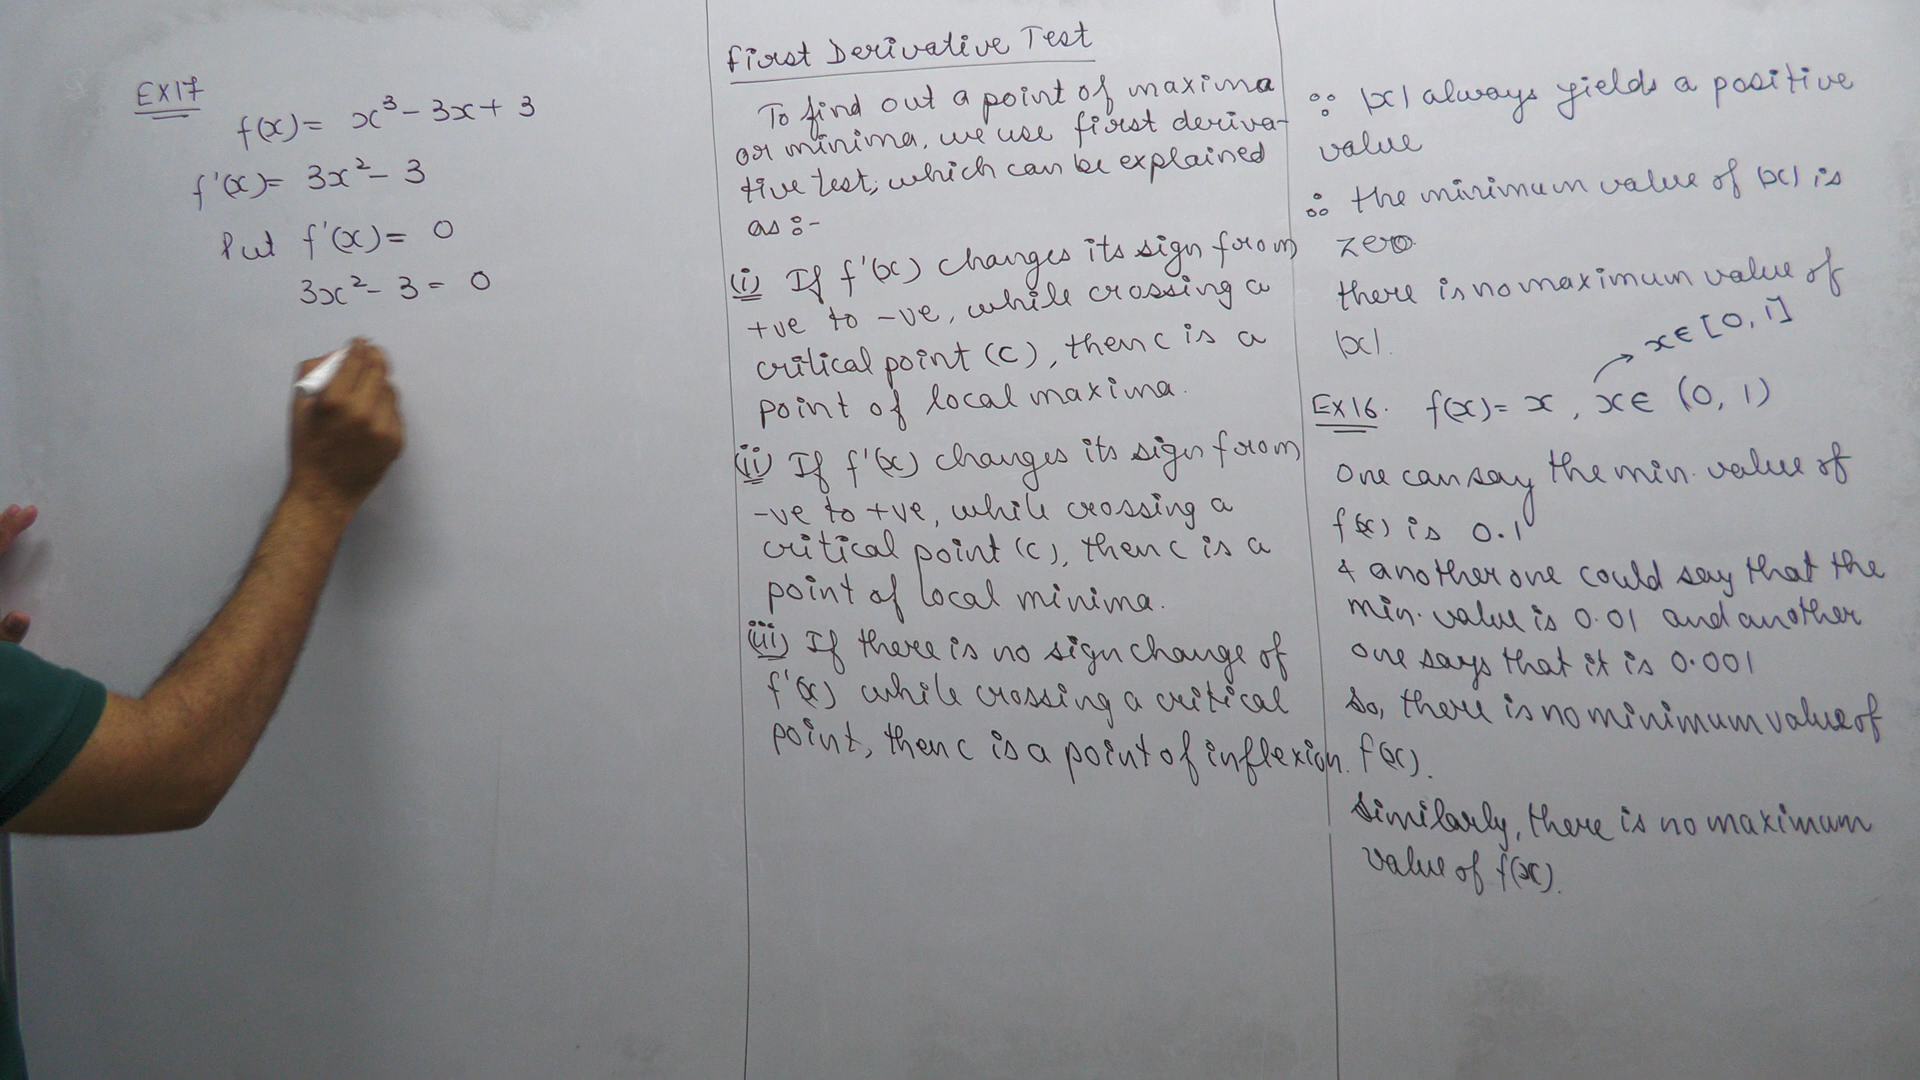 EX17
f(x) = x³ - 3x + 3
f'(x) = 3x² - 3
Put f'(x) = 0
3x² - 3 = 0
First Derivative Test
To find out a point of maxima
or minima, we use first deriva-
tive test, which can be explained
as :-
(i) If f'(x) changes its sign from
+ve to -ve, while crossing a
critical point (c), then c is a
point of local maxima.
(ii) If f'(x) changes its sign from
-ve to +ve, while crossing a
critical point (c), then c is a
point of local minima.
(iii) If there is no sign change of
f'(x) while crossing a critical
point, then c is a point of inflexion.
∵ |x| always yields a positive
value
∴ the minimum value of |x| is
zero.
there is no maximum value of
|x|.
→ x ∈ [0, 1]
EX16. f(x) = x, x ∈ (0, 1)
One can say the min. value of
f(x) is 0.1
& another one could say that the
min. value is 0.01 and another
one says that it is 0.001
So, there is no minimum value of
f(x).
Similarly, there is no maximum
value of f(x).